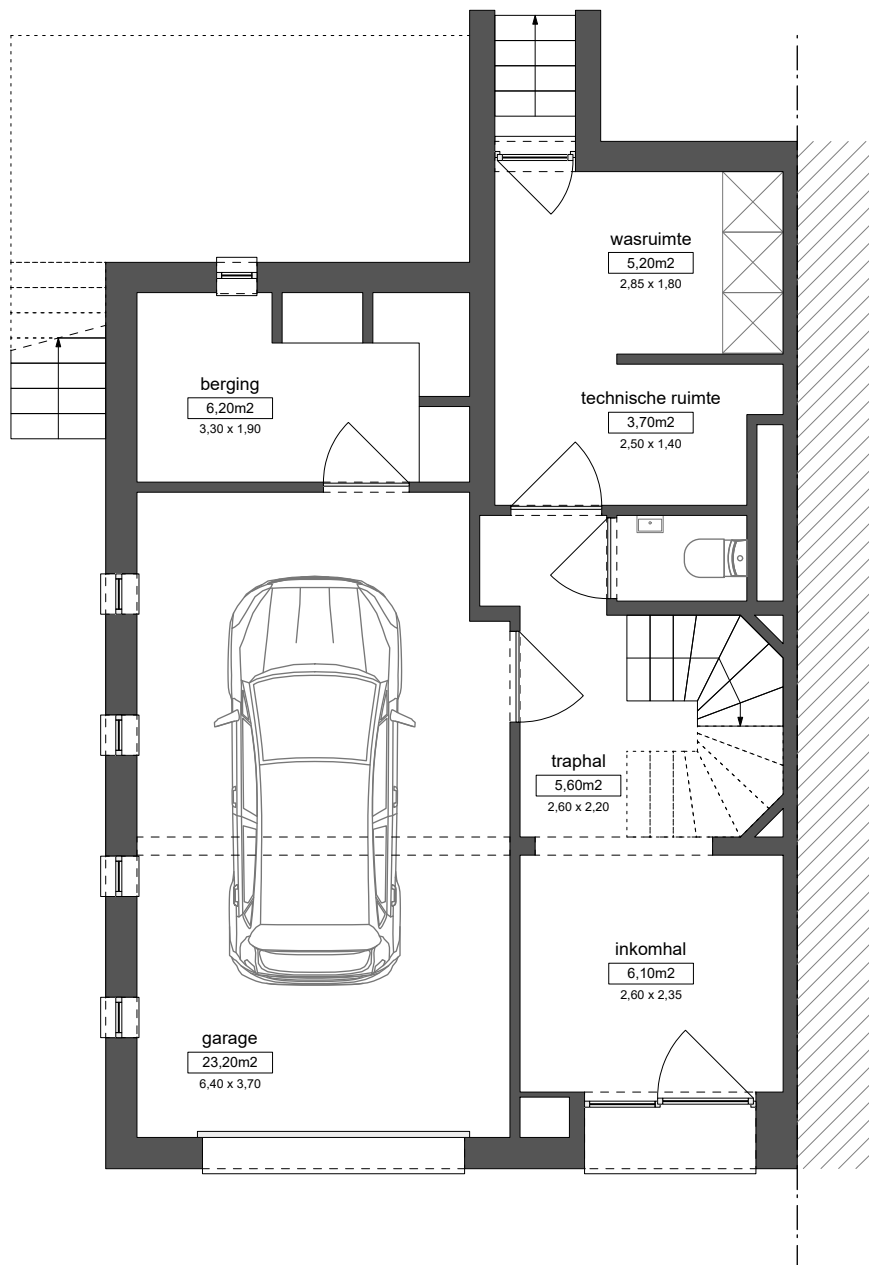 wasruimte
5,20m2
2,85 x 1,80
berging
6,20m2
3,30 x 1,90
technische ruimte
3,70m2
2,50 x 1,40
traphal
5,60m2
2,60 x 2,20
inkomhal
6,10m2
2,60 x 2,35
garage
23,20m2
6,40 x 3,70